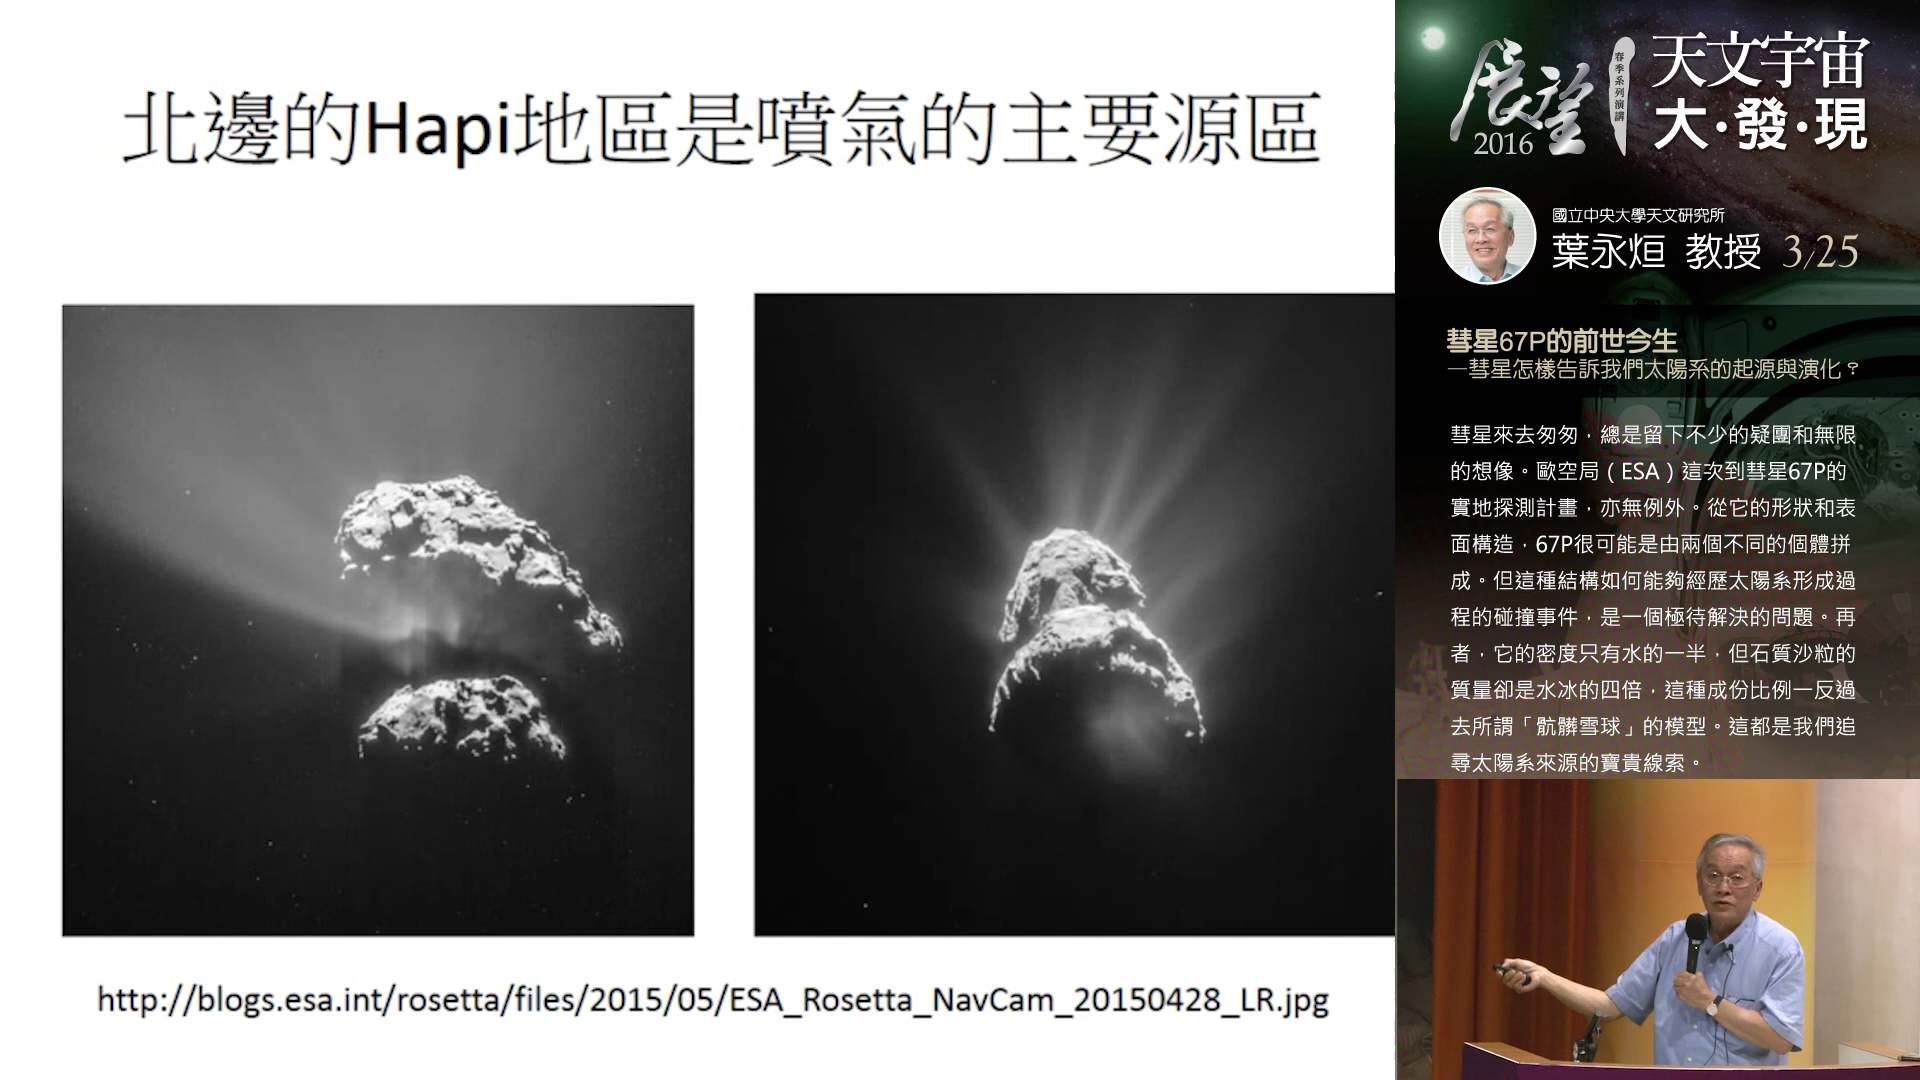 北邊的Hapi地區是噴氣的主要源區
http://blogs.esa.int/rosetta/files/2015/05/ESA_Rosetta_NavCam_20150428_LR.jpg
展望
2016
春季系列演講
天文宇宙
大·發·現
國立中央大學天文研究所
葉永烜 教授 3/25
彗星67P的前世今生
—彗星怎樣告訴我們太陽系的起源與演化？
彗星來去匆匆，總是留下不少的疑團和無限
的想像。歐空局（ESA）這次到彗星67P的
實地探測計畫，亦無例外。從它的形狀和表
面構造，67P很可能是由兩個不同的個體拼
成。但這種結構如何能夠經歷太陽系形成過
程的碰撞事件，是一個極待解決的問題。再
者，它的密度只有水的一半，但石質沙粒的
質量卻是水冰的四倍，這種成份比例一反過
去所謂「骯髒雪球」的模型。這都是我們追
尋太陽系來源的寶貴線索。